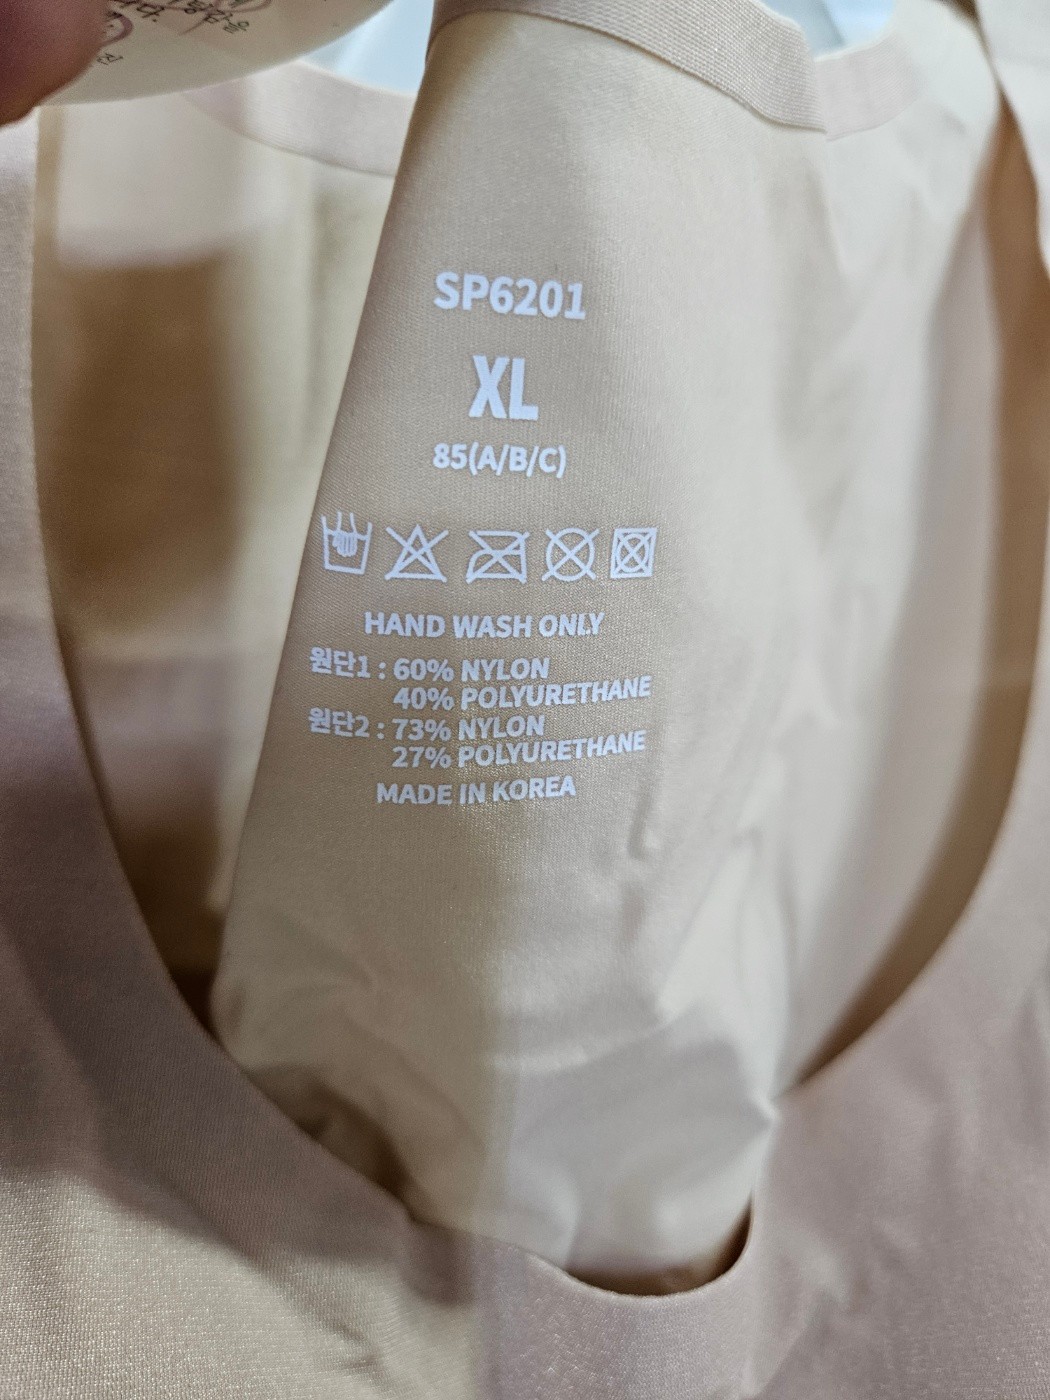 SP6201
XL
85(A/B/C)
HAND WASH ONLY
원단1 : 60% NYLON
40% POLYURETHANE
원단2 : 73% NYLON
27% POLYURETHANE
MADE IN KOREA